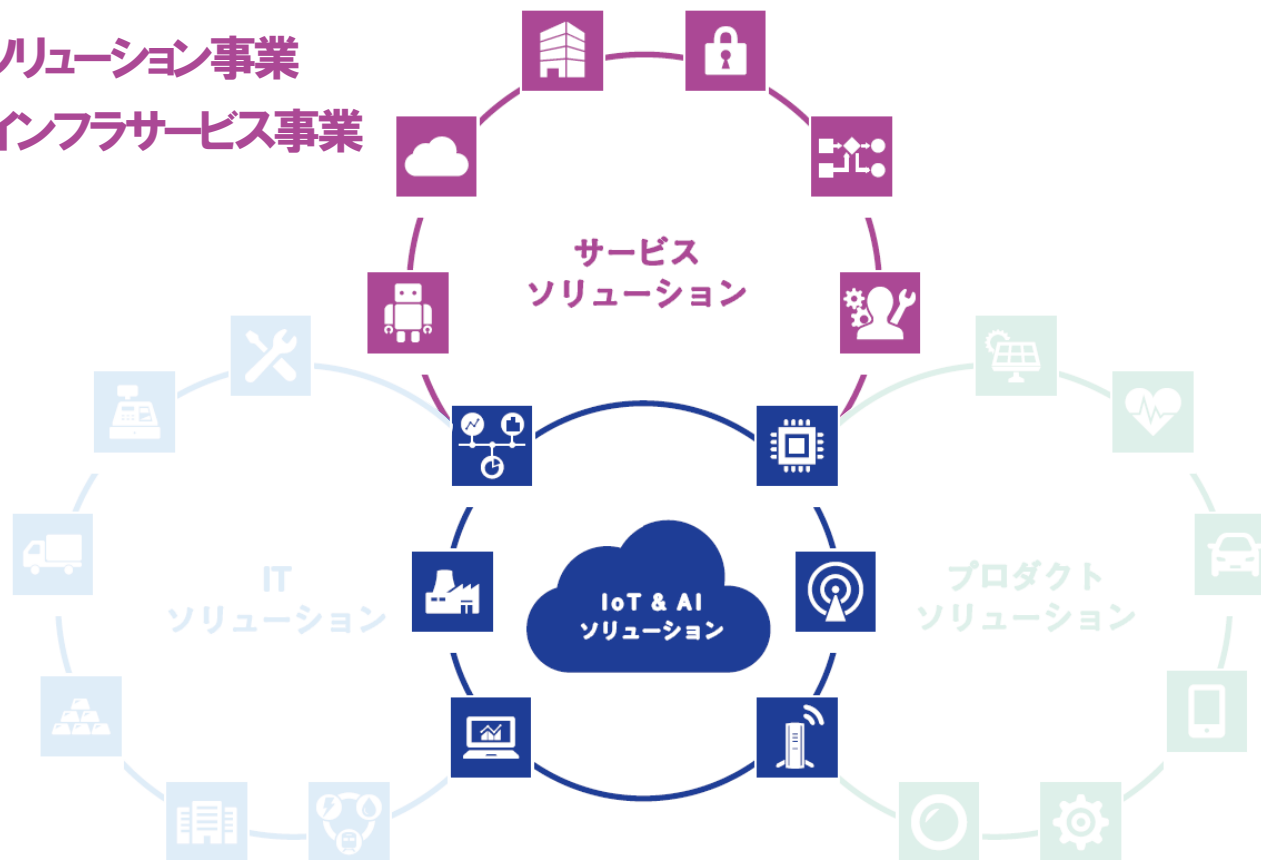 ソリューション事業
インフラサービス事業
サービス
ソリューション
IT
ソリューション
IoT & AI
ソリューション
プロダクト
ソリューション